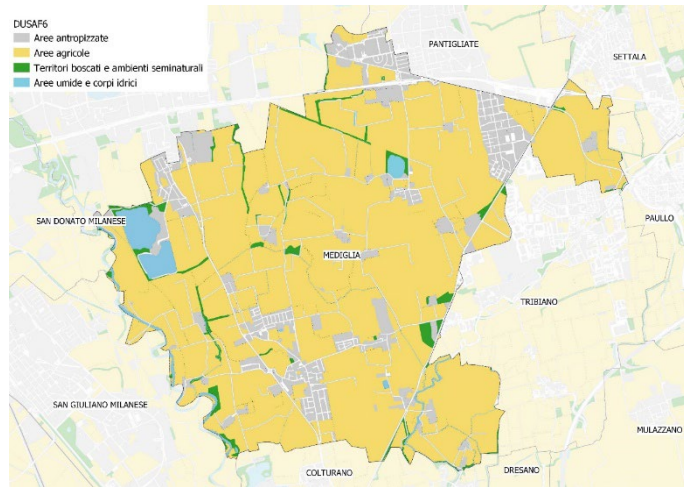 DUSAF6
Aree antropizzate
Aree agricole
Territori boscati e ambienti seminaturali
Aree umide e corpi idrici
PANTIGLIATE
SETTALA
SAN DONATO MILANESE
PAULLO
MEDIGLIA
TRIBIANO
SAN GIULIANO MILANESE
MULAZZANO
COLTURANO
DRESANO